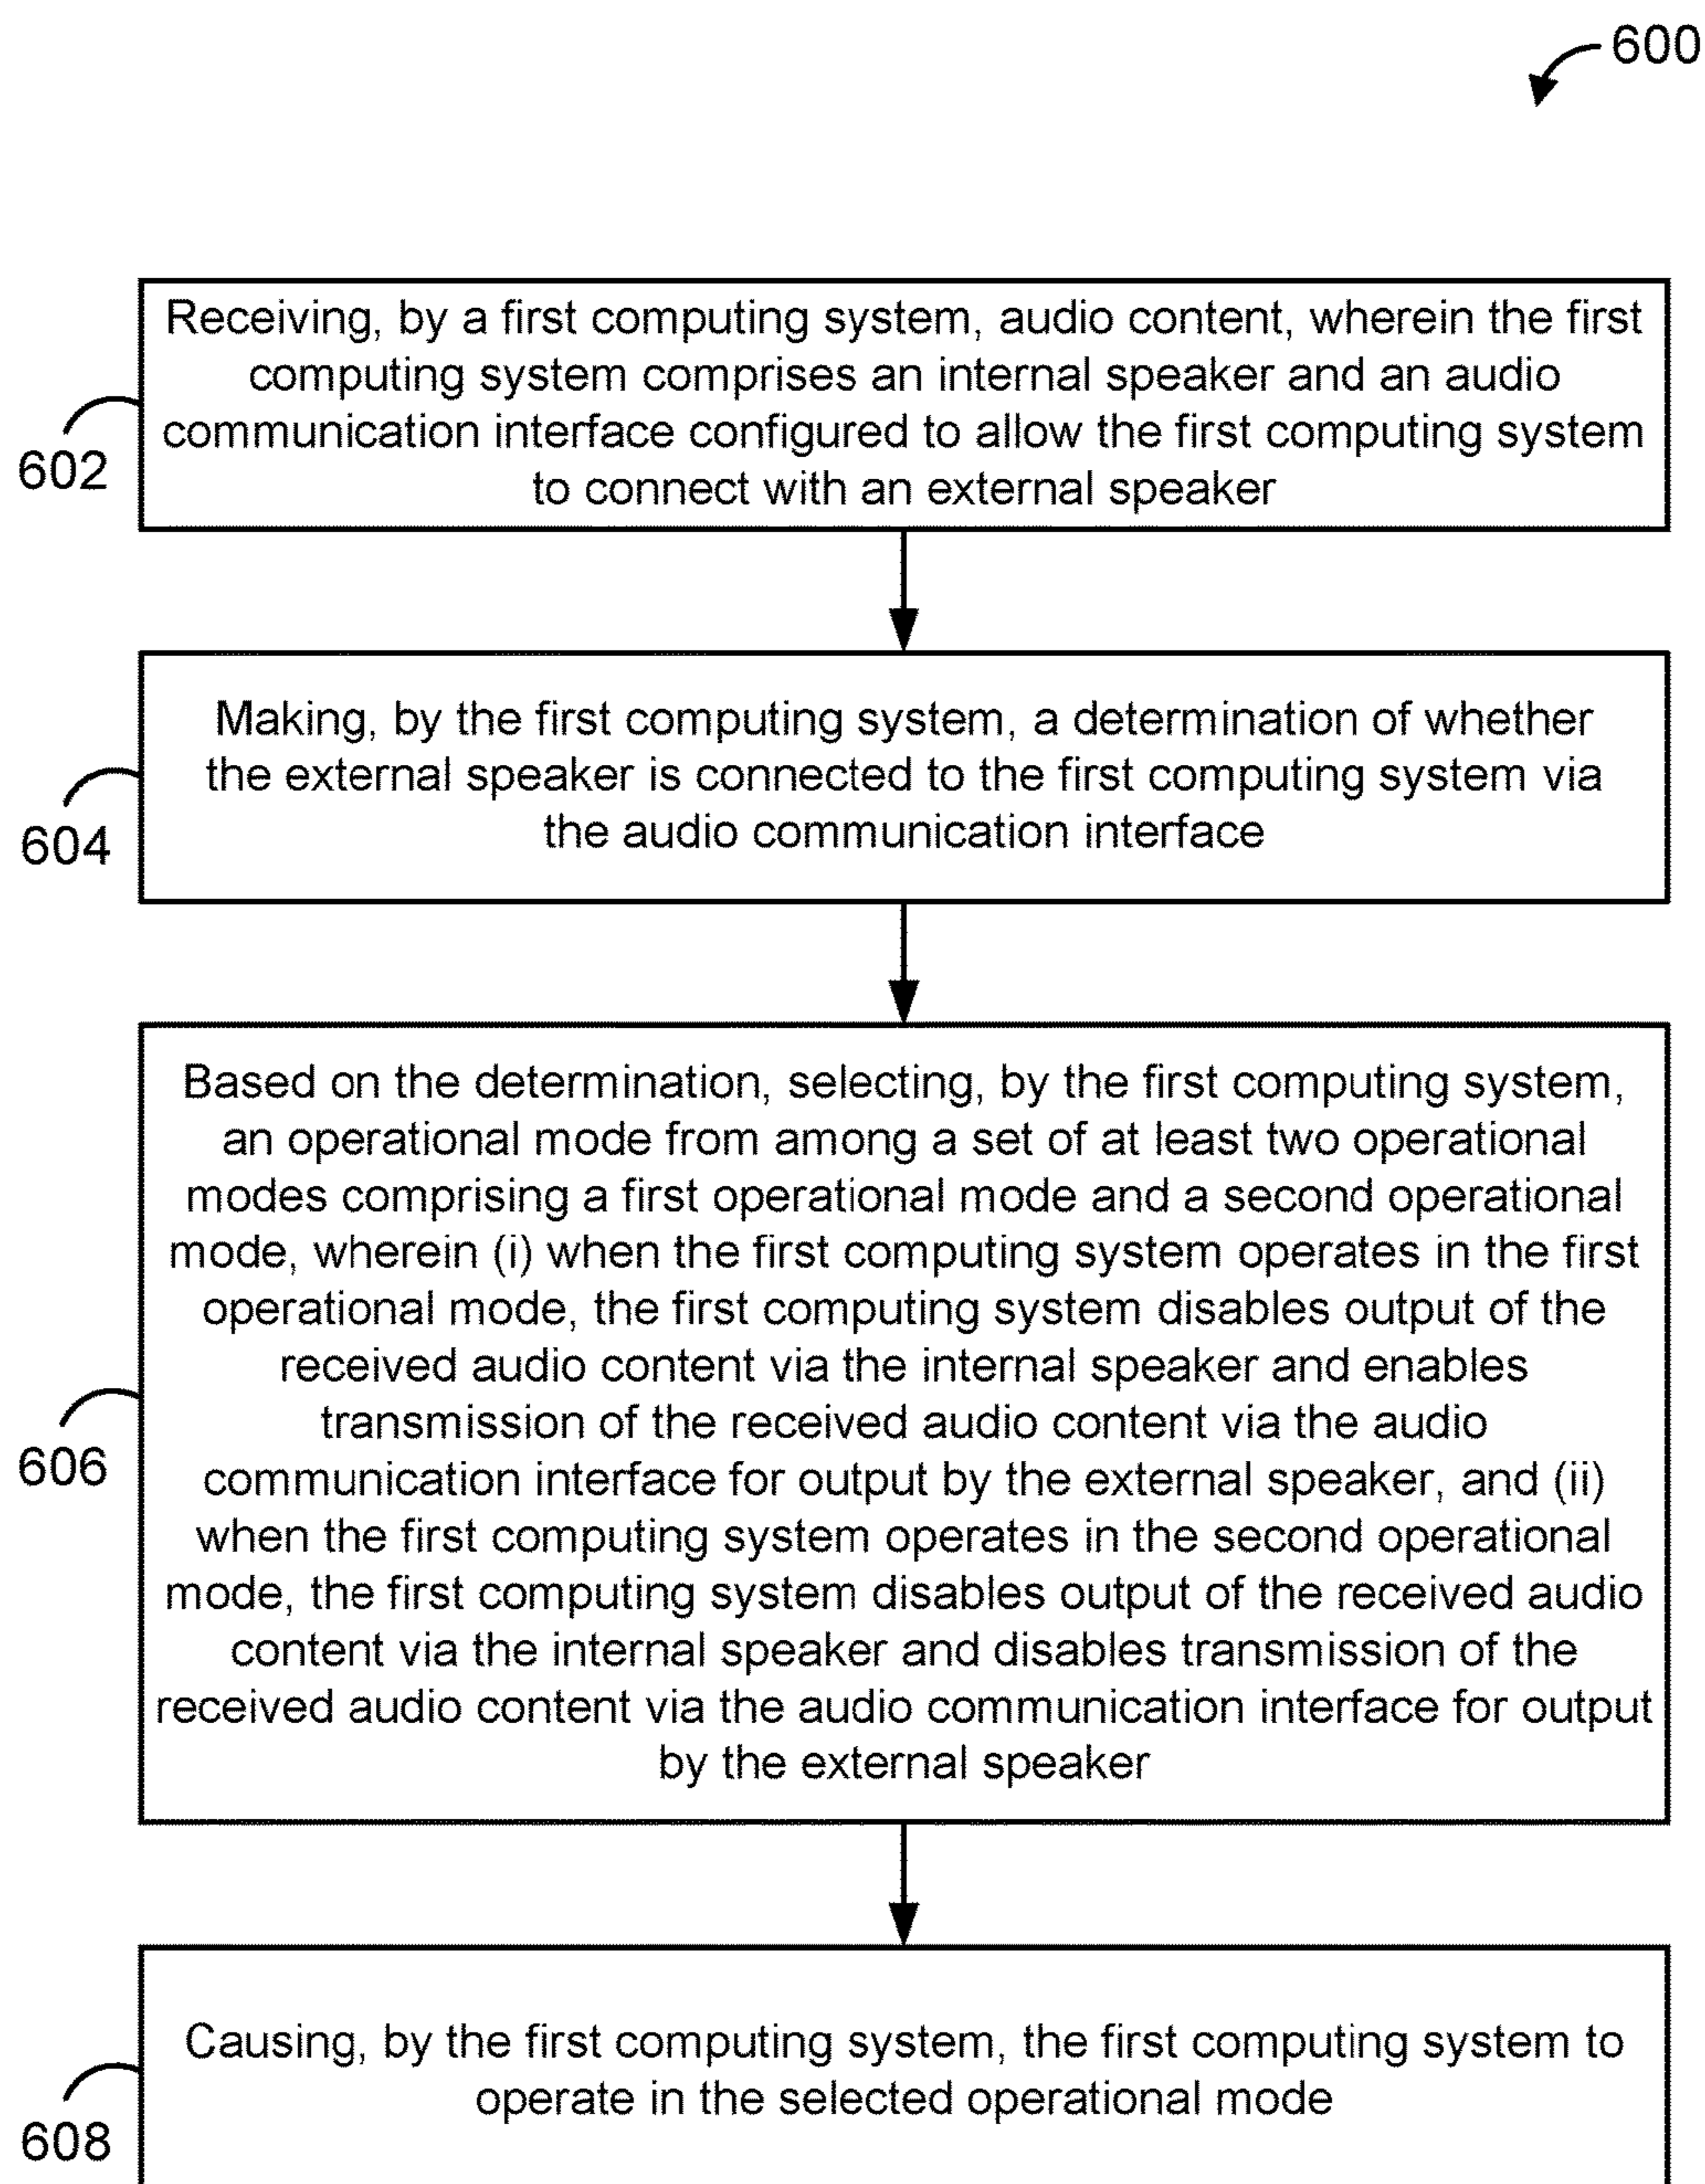 600
Receiving, by a first computing system, audio content, wherein the first
computing system comprises an internal speaker and an audio
communication interface configured to allow the first computing system
to connect with an external speaker
602
Making, by the first computing system, a determination of whether
the external speaker is connected to the first computing system via
the audio communication interface
604
Based on the determination, selecting, by the first computing system,
an operational mode from among a set of at least two operational
modes comprising a first operational mode and a second operational
mode, wherein (i) when the first computing system operates in the first
operational mode, the first computing system disables output of the
received audio content via the internal speaker and enables
transmission of the received audio content via the audio
communication interface for output by the external speaker, and (ii)
when the first computing system operates in the second operational
mode, the first computing system disables output of the received audio
content via the internal speaker and disables transmission of the
received audio content via the audio communication interface for output
by the external speaker
606
Causing, by the first computing system, the first computing system to
operate in the selected operational mode
608